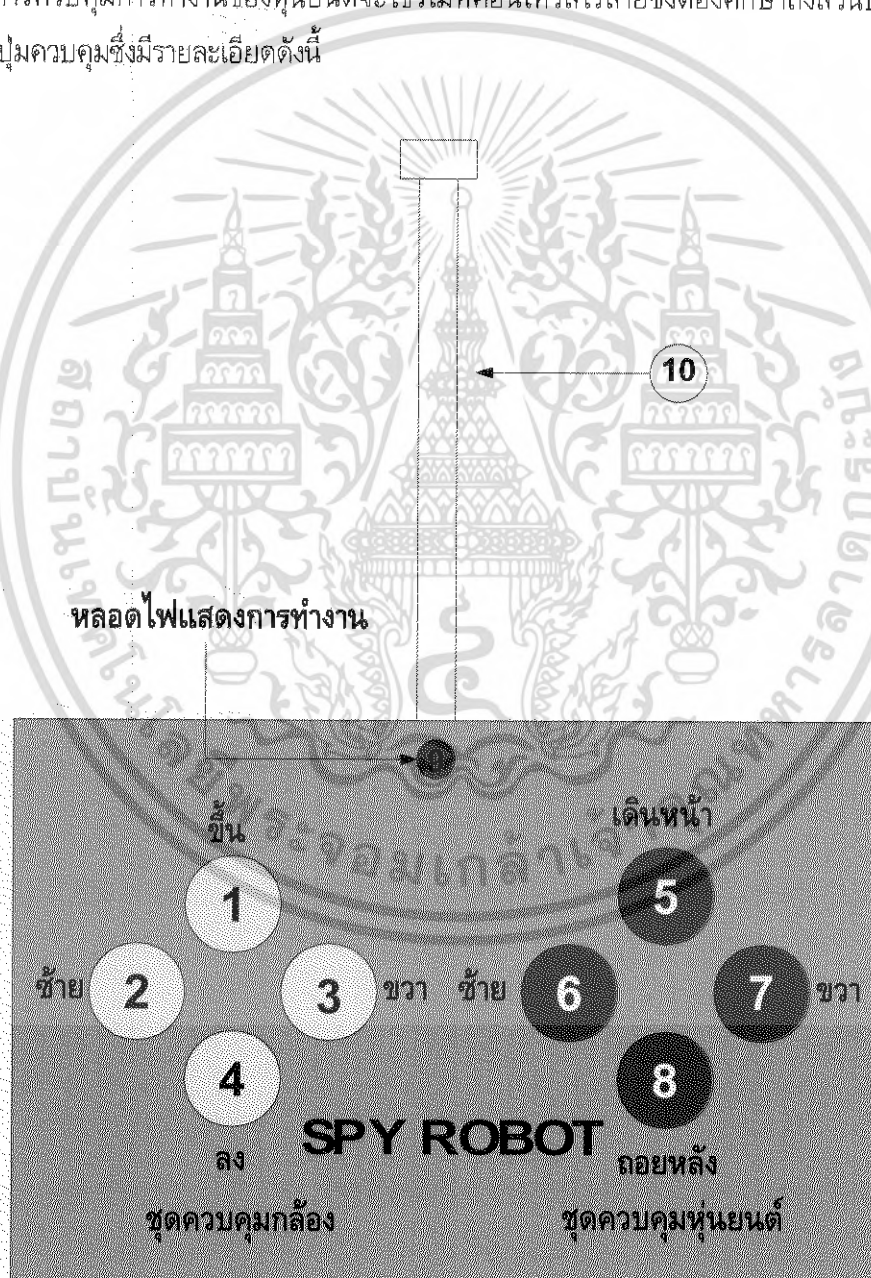 ปุ่มควบคุมซึ่งมีรายละเอียดดังนี้
10
หลอดไฟแสดงการทำงาน
ขึ้น
เดินหน้า
1
5
ซ้าย 2 3 ขวา ซ้าย 6 7 ขวา
4
8
SPY ROBOT
ลง
ถอยหลัง
ชุดควบคุมกล้อง
ชุดควบคุมหุ่นยนต์